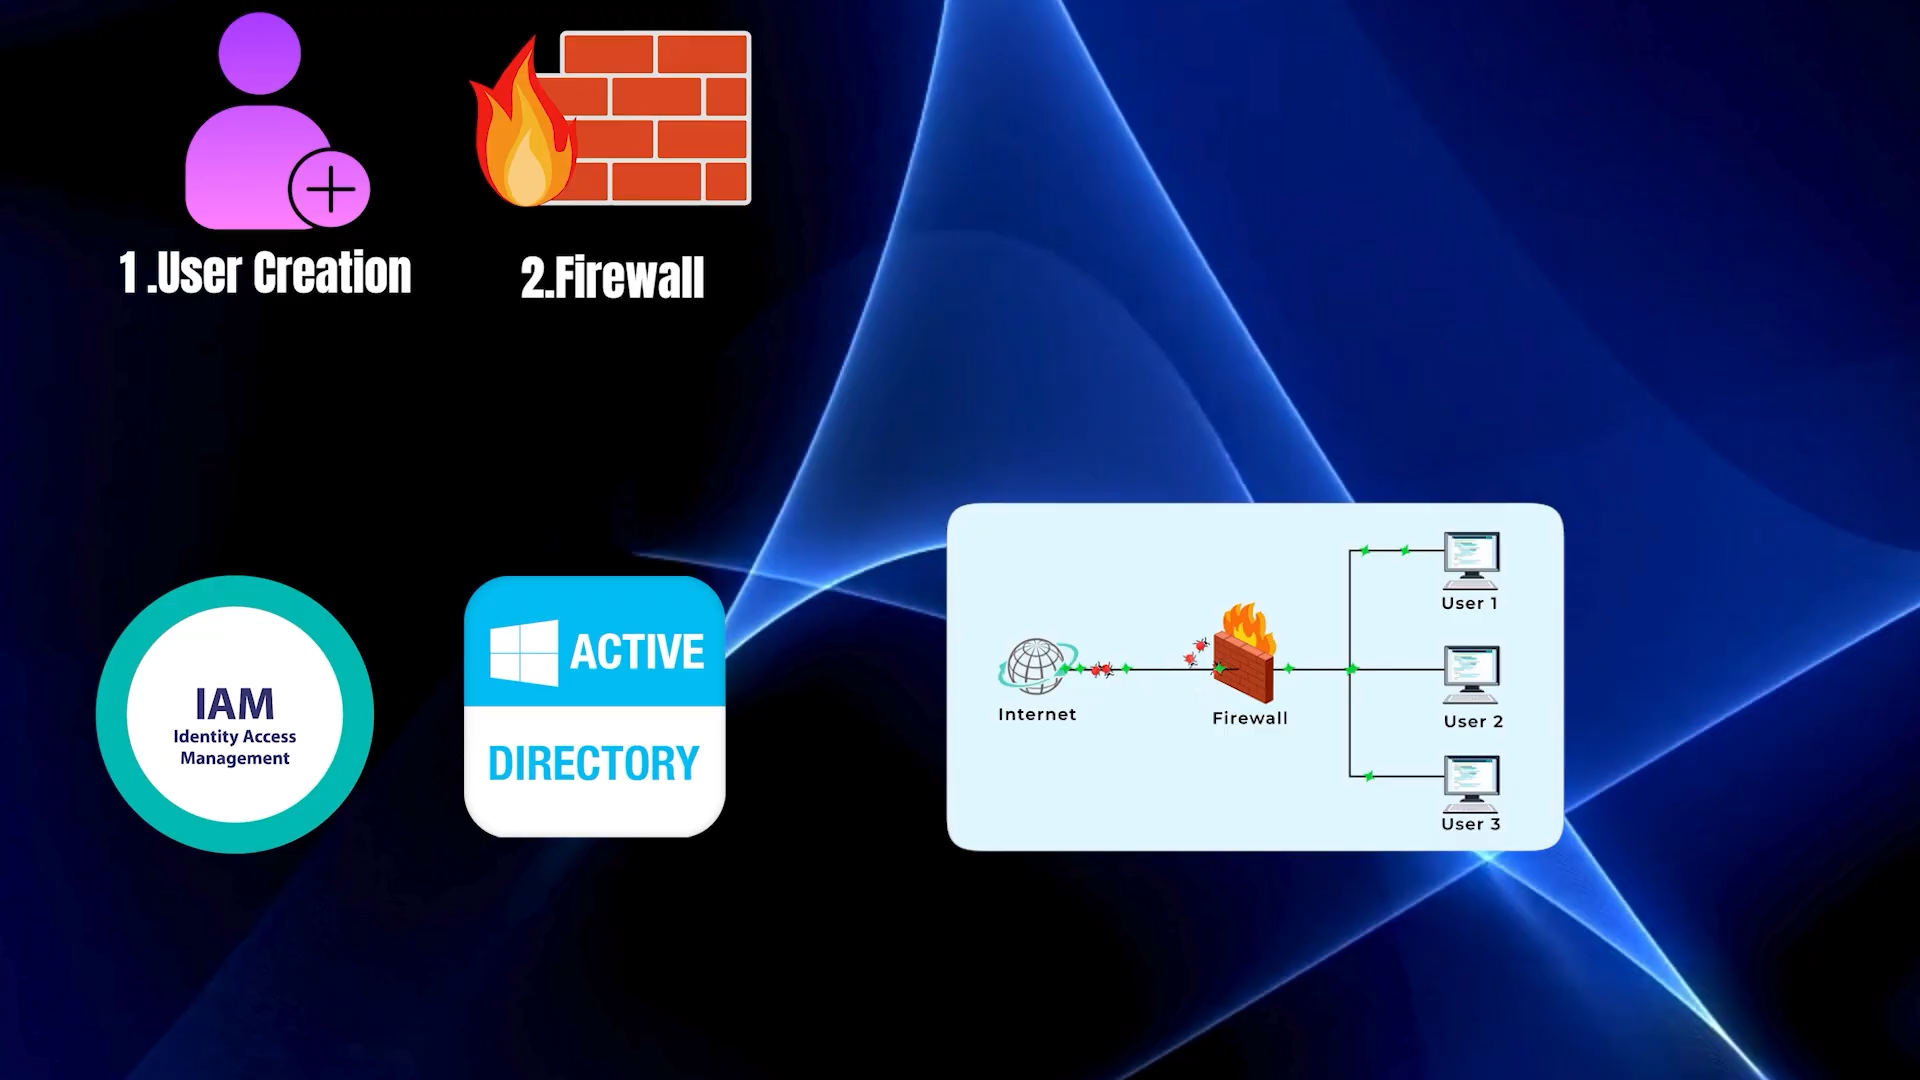 1 .User Creation
2.Firewall
IAM
Identity Access
Management
ACTIVE
DIRECTORY
Internet
Firewall
User 1
User 2
User 3